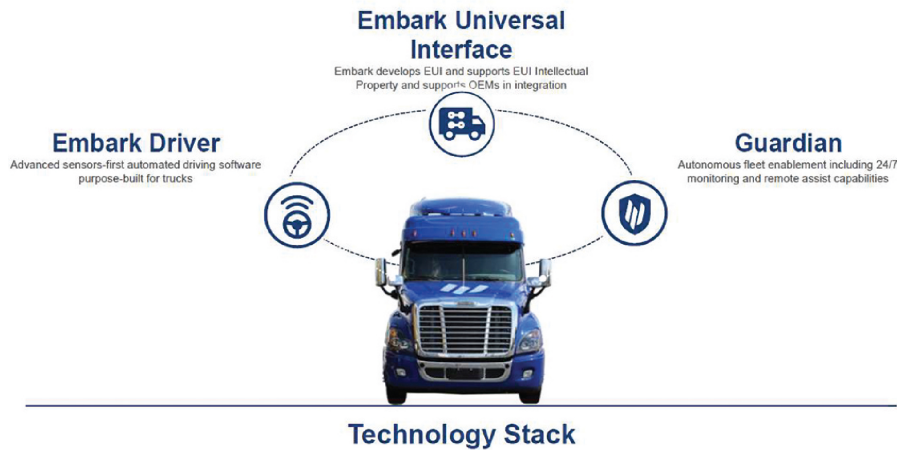 Embark Universal
Interface
Embark develops EUI and supports EUI Intellectual
Property and supports OEMs in integration
Embark Driver
Advanced sensors-first automated driving software
purpose-built for trucks
Guardian
Autonomous fleet enablement including 24/7
monitoring and remote assist capabilities
Technology Stack